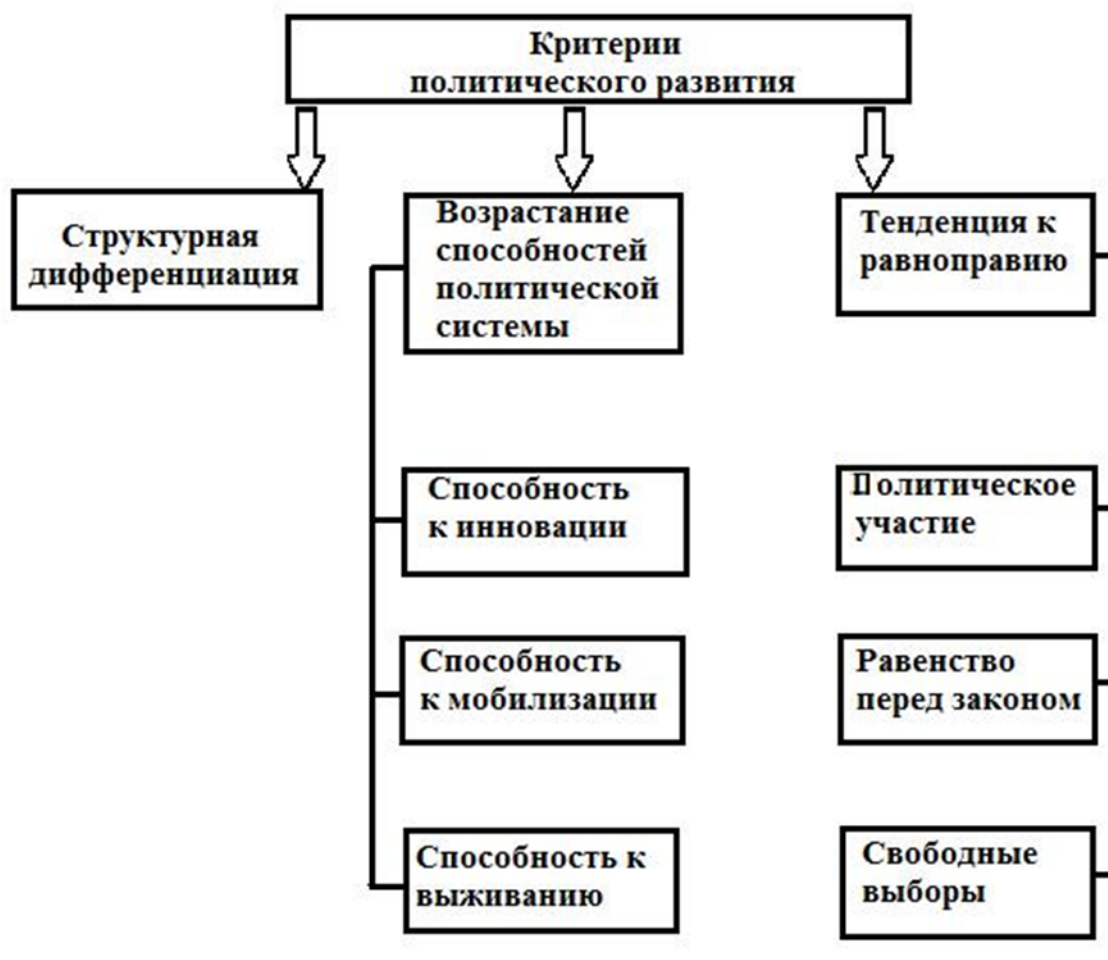 Критерии
политического развития
Структурная
дифференциация
Возрастание
способностей
политической
системы
Тенденция к
равноправию
Способность
к инновации
Политическое
участие
Способность
к мобилизации
Равенство
перед законом
Способность к
выживанию
Свободные
выборы